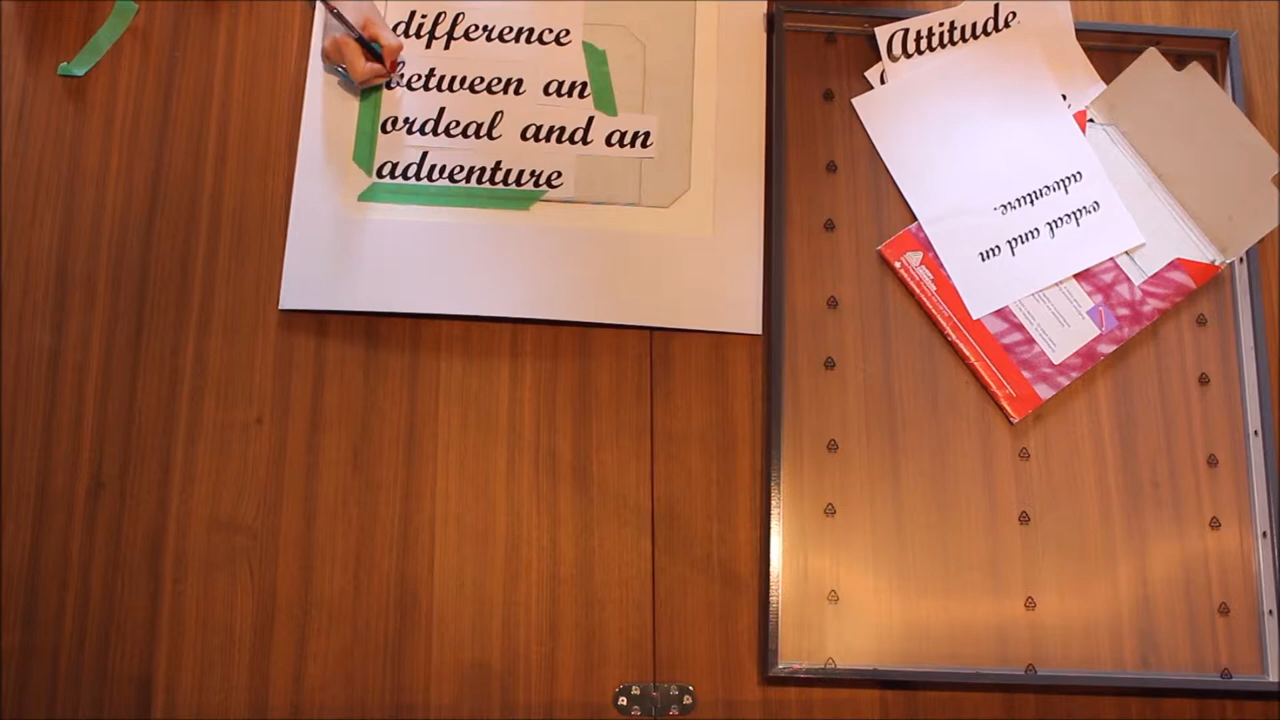 difference
between an
ordeal and an
adventure
Attitude
ordeal and an
adventure.